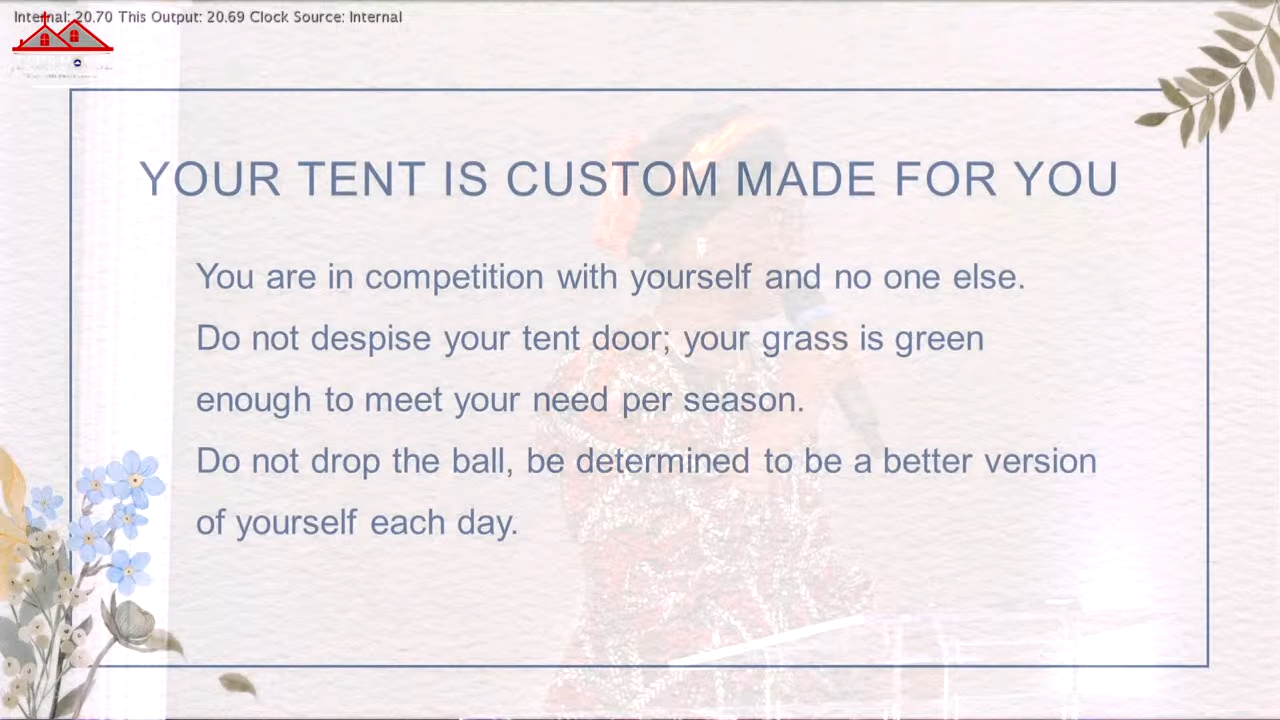 Internal: 20.70 This Output: 20.69 Clock Source: Internal
YOUR TENT IS CUSTOM MADE FOR YOU
You are in competition with yourself and no one else.
Do not despise your tent door; your grass is green
enough to meet your need per season.
Do not drop the ball, be determined to be a better version
of yourself each day.